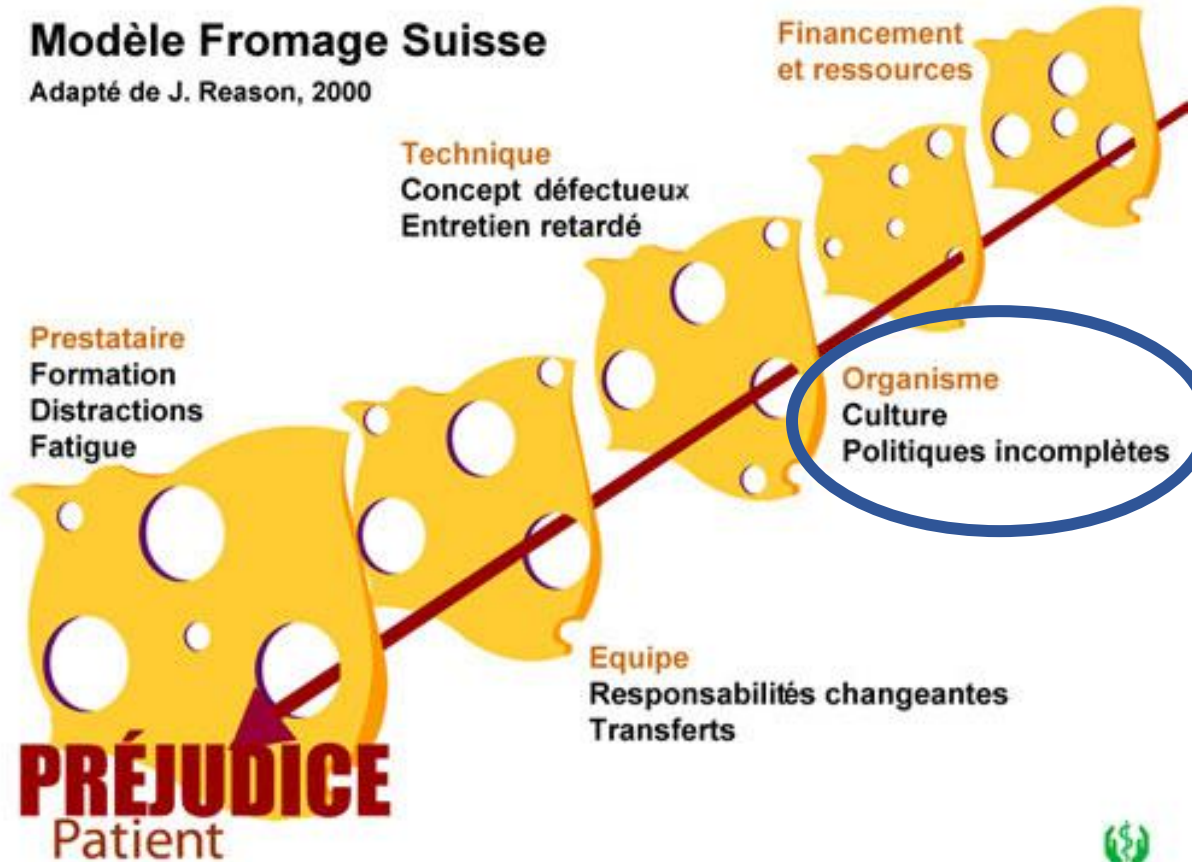 Modèle Fromage Suisse
Adapté de J. Reason, 2000
Financement
et ressources
Technique
Concept défectueux
Entretien retardé
Organisme
Culture
Politiques incomplètes
Prestataire
Formation
Distractions
Fatigue
Equipe
Responsabilités changeantes
Transferts
PRÉJUDICE
Patient